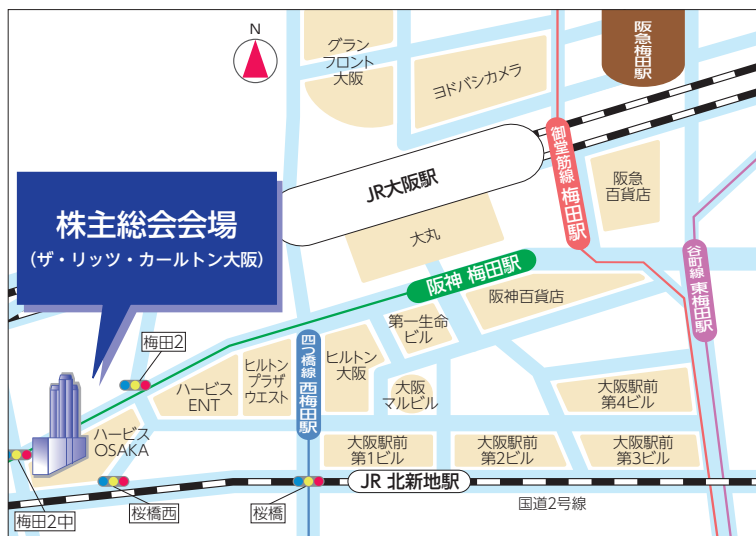 N
グラン
フロント
大阪
ヨドバシカメラ
阪急梅田駅
JR大阪駅
御堂筋線 梅田駅
阪急
百貨店
株主総会会場
(ザ・リッツ・カールトン大阪)
大丸
谷町線 東梅田駅
阪神 梅田駅
阪神百貨店
第一生命
ビル
梅田2
四つ橋線 西梅田駅
ヒルトン
プラザ
ウエスト
ヒルトン
大阪
ハービス
ENT
大阪
マルビル
大阪駅前
第4ビル
ハービス
OSAKA
大阪駅前
第1ビル
大阪駅前
第2ビル
大阪駅前
第3ビル
梅田2中
桜橋西
桜橋
JR 北新地駅
国道2号線